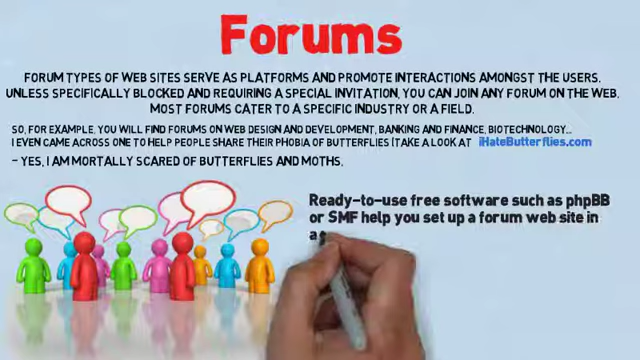 Forums
FORUM TYPES OF WEB SITES SERVE AS PLATFORMS AND PROMOTE INTERACTIONS AMONGST THE USERS.
UNLESS SPECIFICALLY BLOCKED AND REQUIRING A SPECIAL INVITATION, YOU CAN JOIN ANY FORUM ON THE WEB.
MOST FORUMS CATER TO A SPECIFIC INDUSTRY OR A FIELD.
SO, FOR EXAMPLE, YOU WILL FIND FORUMS ON WEB DESIGN AND DEVELOPMENT, BANKING AND FINANCE, BIOTECHNOLOGY...
I EVEN CAME ACROSS ONE TO HELP PEOPLE SHARE THEIR PHOBIA OF BUTTERFLIES (TAKE A LOOK AT iHateButterflies.com
- YES, I AM MORTALLY SCARED OF BUTTERFLIES AND MOTHS.
Ready-to-use free software such as phpBB
or SMF help you set up a forum web site in
a